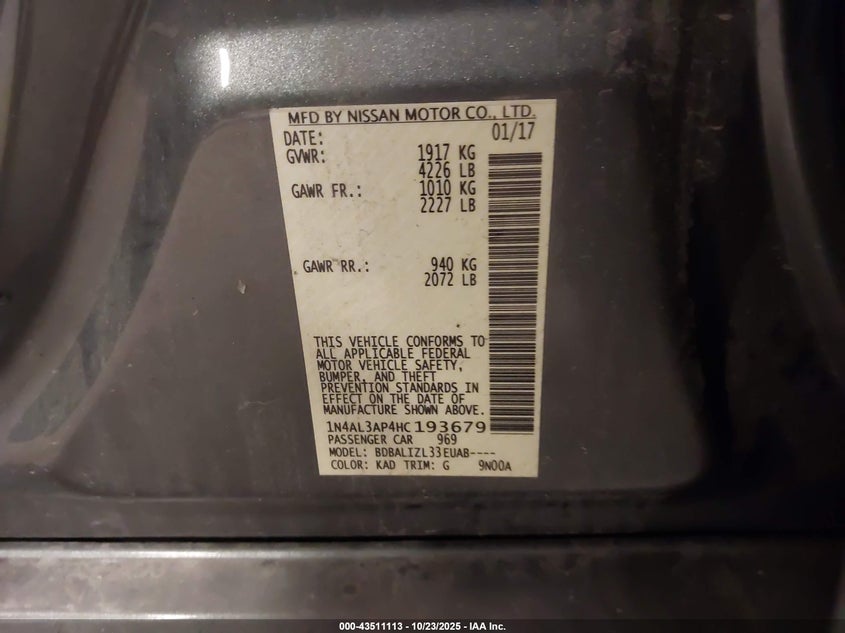 MFD BY NISSAN MOTOR CO., LTD.
DATE: 01/17
GVWR: 1917 KG
4226 LB
GAWR FR.: 1010 KG
2227 LB
GAWR RR.: 940 KG
2072 LB
THIS VEHICLE CONFORMS TO
ALL APPLICABLE FEDERAL
MOTOR VEHICLE SAFETY,
BUMPER, AND THEFT
PREVENTION STANDARDS IN
EFFECT ON THE DATE OF
MANUFACTURE SHOWN ABOVE.
1N4AL3AP4HC193679
PASSENGER CAR 969
MODEL: BDBALIZL33EUAB----
COLOR: KAD TRIM: G 9N00A
000-43511113 - 10/23/2025 - IAA Inc.